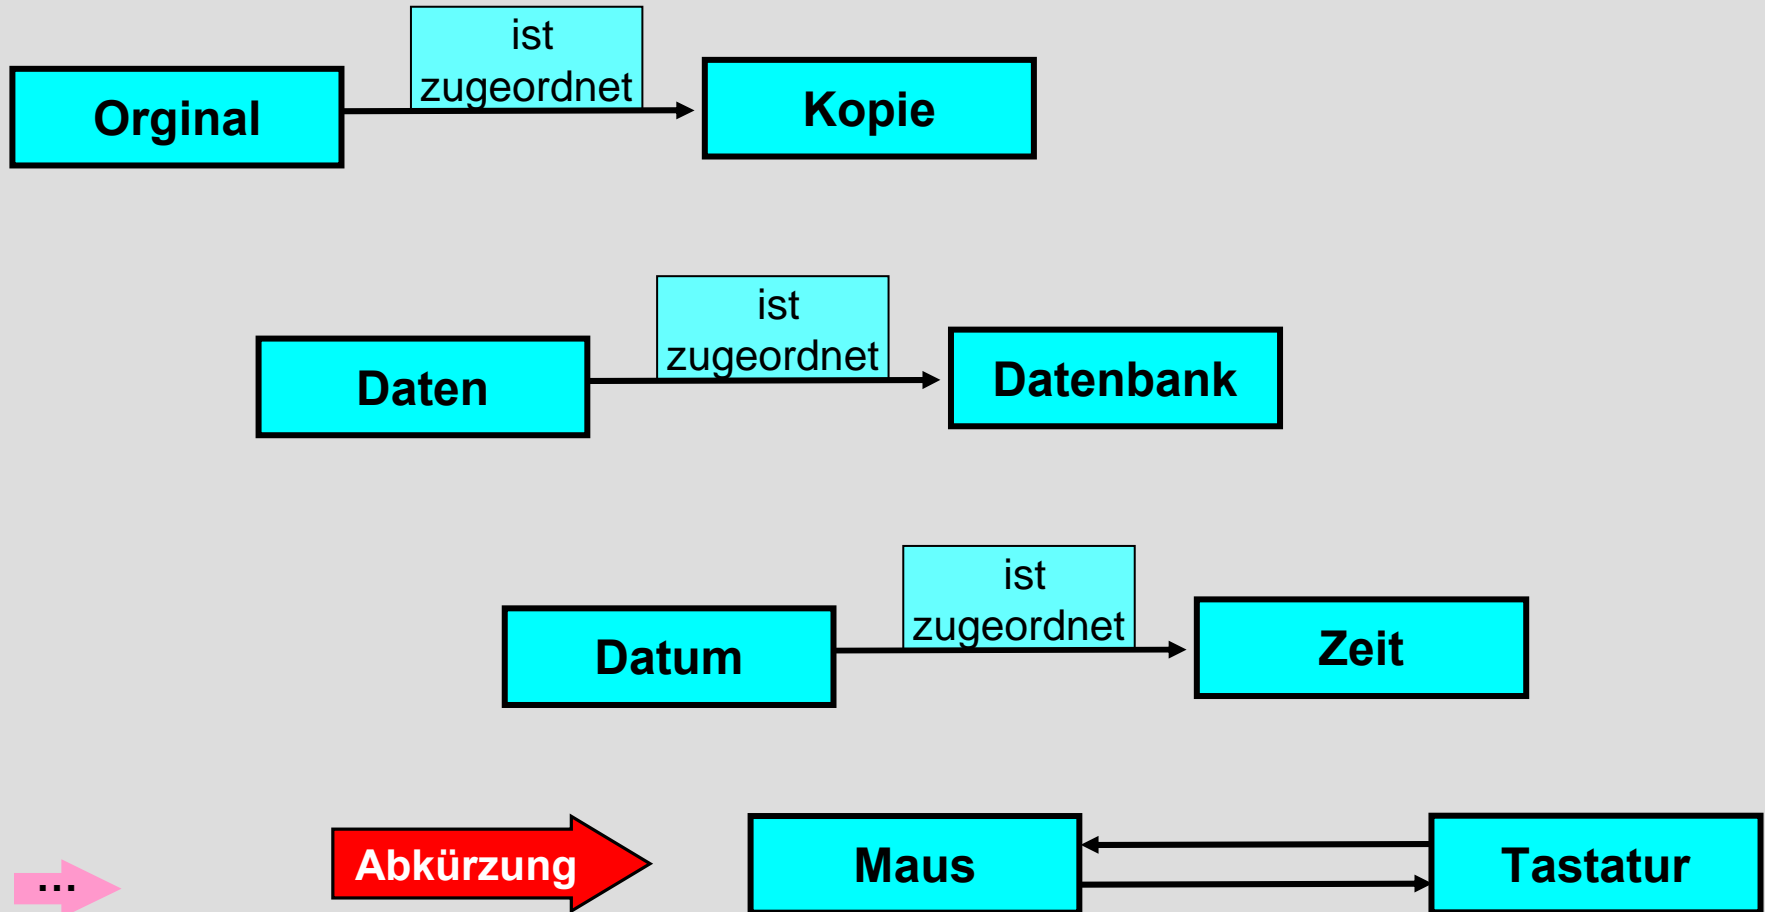 ist
zugeordnet
Orginal
Kopie
ist
zugeordnet
Daten
Datenbank
ist
zugeordnet
Datum
Zeit
...
Abkürzung
Maus
Tastatur